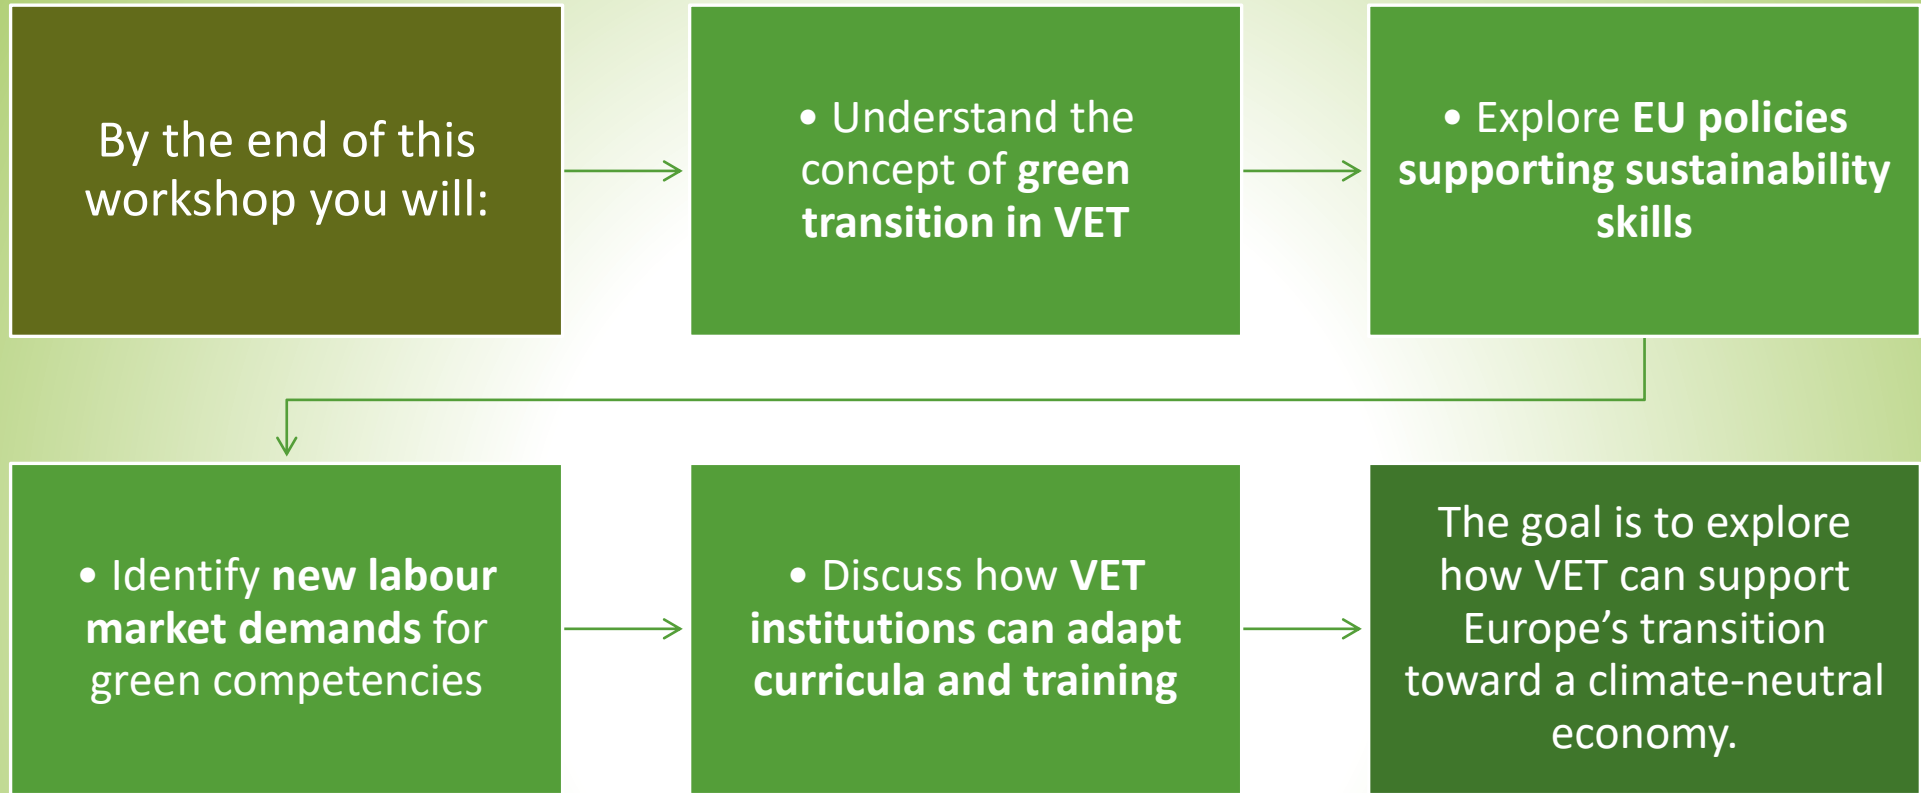 By the end of this
workshop you will:
• Understand the
concept of green
transition in VET
• Explore EU policies
supporting sustainability
skills
• Identify new labour
market demands for
green competencies
• Discuss how VET
institutions can adapt
curricula and training
The goal is to explore
how VET can support
Europe’s transition
toward a climate-neutral
economy.